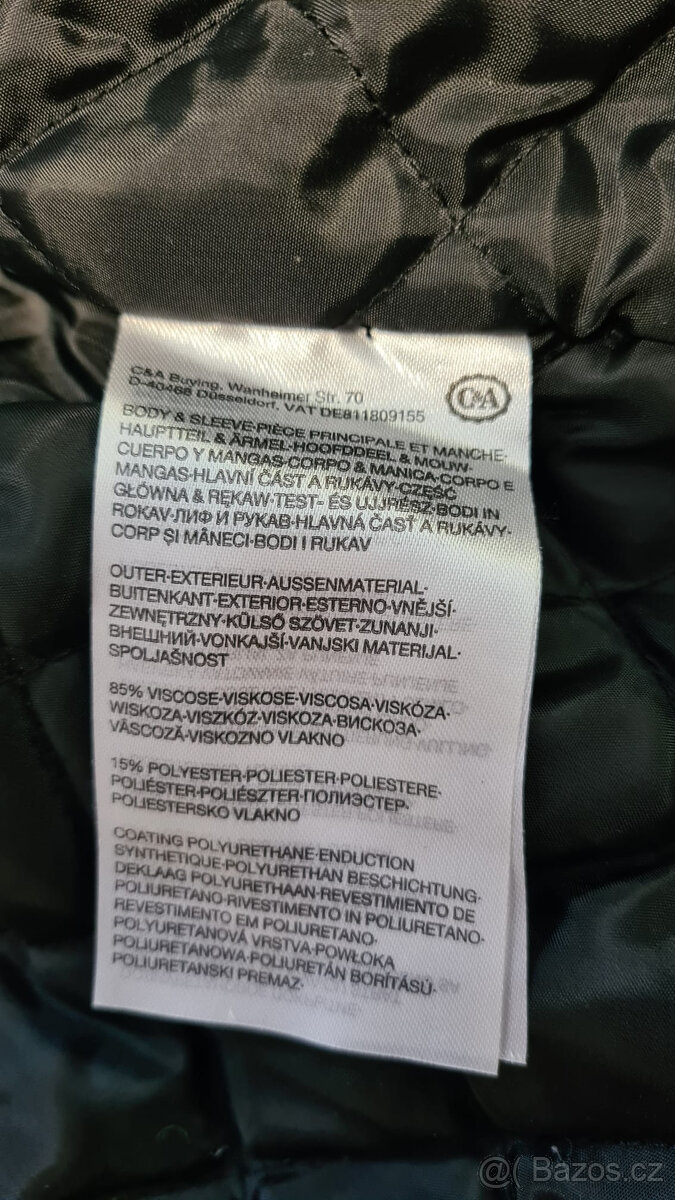 C&A Buying, Wanheimer Str. 70
D-40468 Düsseldorf, VAT DE811809155
C&A
BODY & SLEEVE·PIÈCE PRINCIPALE ET MANCHE·
HAUPTTEIL & ÄRMEL·HOOFDDEEL & MOUW·
CUERPO Y MANGAS·CORPO & MANICA·CORPO E
MANGAS·HLAVNÍ ČÁST A RUKÁVY·CZĘŚĆ
GŁÓWNA & RĘKAW·TEST- ÉS UJJRÉSZ·BODI IN
ROKAV·ЛИФ И РУКАВ·HLAVNÁ ČASŤ A RUKÁVY·
CORP ȘI MÂNECI·BODI I RUKAV
OUTER·EXTERIEUR·AUSSENMATERIAL·
BUITENKANT·EXTERIOR·ESTERNO·VNĚJŠÍ·
ZEWNĘTRZNY·KÜLSŐ SZÖVET·ZUNANJI·
ВНЕШНИЙ·VONKAJŠÍ·VANJSKI MATERIJAL·
SPOLJAŠNOST
85% VISCOSE·VISKOSE·VISCOSA·VISKÓZA·
WISKOZA·VISZKÓZ·VISKOZA·ВИСКОЗА·
VÂSCOZĂ·VISKOZNO VLAKNO
15% POLYESTER·POLIESTER·POLIESTERE·
POLIÉSTER·POLIÉSZTER·ПОЛИЭСТЕР·
POLIESTERSKO VLAKNO
COATING POLYURETHANE·ENDUCTION
SYNTHETIQUE·POLYURETHAN BESCHICHTUNG·
DEKLAAG POLYURETHAAN·REVESTIMIENTO DE
POLIURETANO·RIVESTIMENTO IN POLIURETANO·
REVESTIMENTO EM POLIURETANO·
POLYURETANOVÁ VRSTVA·POWŁOKA
POLIURETANOWA·POLIURETÁN BORÍTÁSÚ·
POLIURETANSKI PREMAZ·
@( Bazos.cz